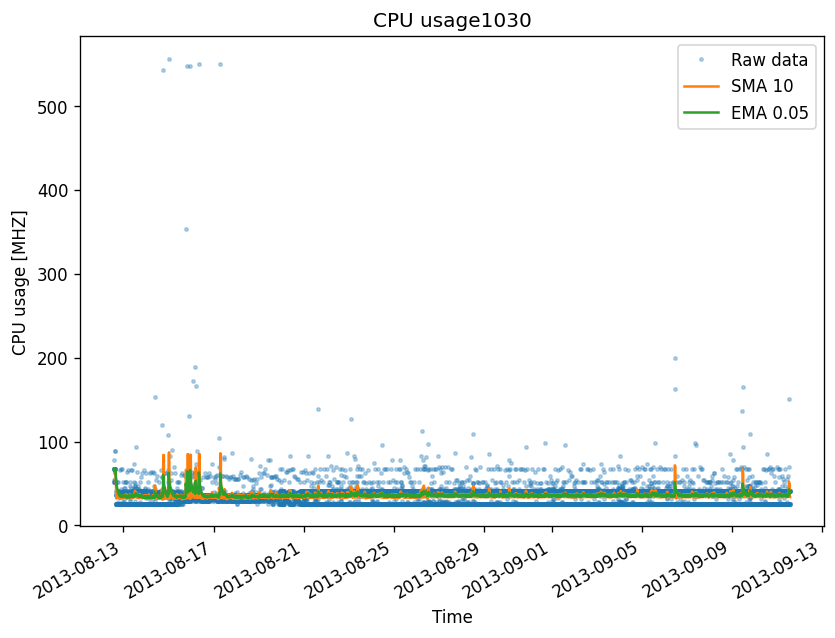 CPU usage1030
Raw data
SMA 10
EMA 0.05
CPU usage [MHZ]
500
400
300
200
100
0
2013-08-13
2013-08-17
2013-08-21
2013-08-25
2013-08-29
2013-09-01
2013-09-05
2013-09-09
2013-09-13
Time